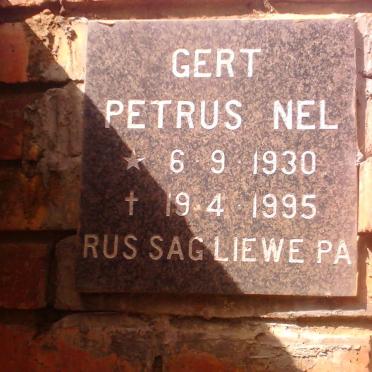 GERT
PETRUS NEL
☆ 6·9·1930
† 19·4·1995
RUS SAG LIEWE PA